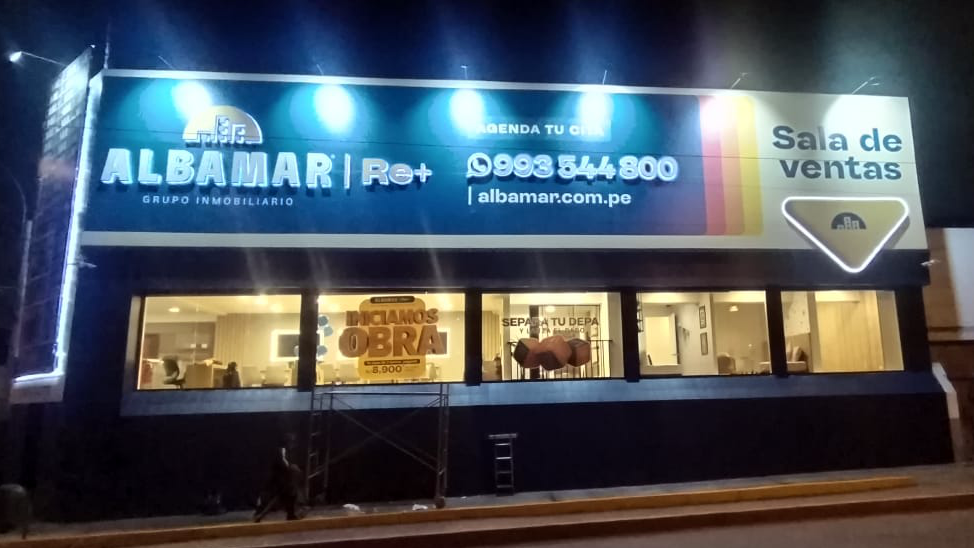 AGENDA TU CITA
ALBAMAR | Re+
993 544 800
GRUPO INMOBILIARIO
albamar.com.pe
Sala de
ventas
INICIAMOS
OBRA
8,900
SEPARA TU DEPA